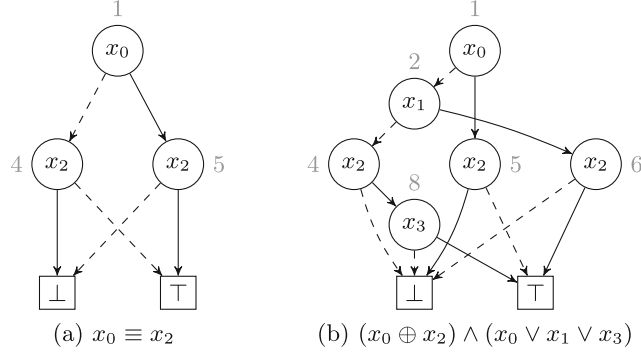 1 1
x₀ x₀
2
x₁
4 x₂ x₂ 5 4 x₂ x₂ 5 x₂ 6
8
x₃
⊥ ⊤ ⊥ ⊤
(a) x₀ ≡ x₂ (b) (x₀ ⊕ x₂) ∧ (x₀ ∨ x₁ ∨ x₃)